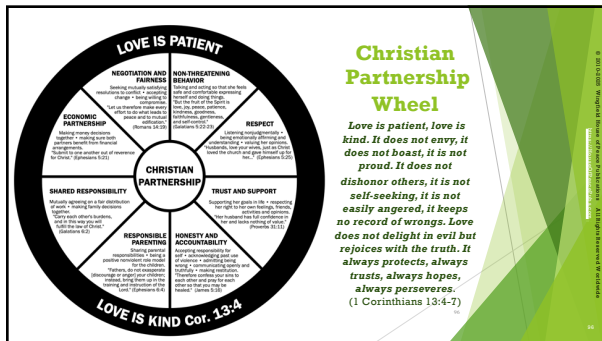 LOVE IS PATIENT
NEGOTIATION AND
FAIRNESS
Seeking mutually satisfying
resolutions to conflict • accepting
change • being willing to
compromise.
"Let us therefore make every
effort to do what leads to
peace and to mutual
edification."
(Romans 14:19)
NON-THREATENING
BEHAVIOR
Talking and acting so that she feels
safe and comfortable expressing
herself and doing things.
"But the fruit of the Spirit is
love, joy, peace, patience,
kindness, goodness,
faithfulness, gentleness,
and self-control."
(Galatians 5:22-23)
RESPECT
Listening nonjudgmentally •
being emotionally affirming and
understanding • valuing her opinions.
"Husbands, love your wives, just as Christ
loved the church and gave himself up for
her..." (Ephesians 5:25)
TRUST AND SUPPORT
Supporting her goals in life • respecting
her right to her own feelings, friends,
activities and opinions.
"Her husband has full confidence in
her and lacks nothing of value."
(Proverbs 31:11)
HONESTY AND
ACCOUNTABILITY
Accepting responsibility for
self • acknowledging past use
of violence • admitting being
wrong • communicating openly and
truthfully • making restitution.
"Therefore confess your sins to
each other and pray for each
other so that you may be
healed." (James 5:16)
RESPONSIBLE
PARENTING
Sharing parental
responsibilities • being a
positive nonviolent role model
for the children.
"Fathers, do not exasperate
[discourage or anger] your children;
instead, bring them up in the
training and instruction of the
Lord." (Ephesians 6:4)
SHARED RESPONSIBILITY
Mutually agreeing on a fair distribution
of work • making family decisions
together.
"Carry each other's burdens,
and in this way you will
fulfill the law of Christ."
(Galatians 6:2)
ECONOMIC
PARTNERSHIP
Making money decisions
together • making sure both
partners benefit from financial
arrangements.
"Submit to one another out of reverence
for Christ." (Ephesians 5:21)
CHRISTIAN
PARTNERSHIP
LOVE IS KIND Cor. 13:4
Christian
Partnership
Wheel
Love is patient, love is
kind. It does not envy, it
does not boast, it is not
proud. It does not
dishonor others, it is not
self-seeking, it is not
easily angered, it keeps
no record of wrongs. Love
does not delight in evil but
rejoices with the truth. It
always protects, always
trusts, always hopes,
always perseveres.
(1 Corinthians 13:4-7)